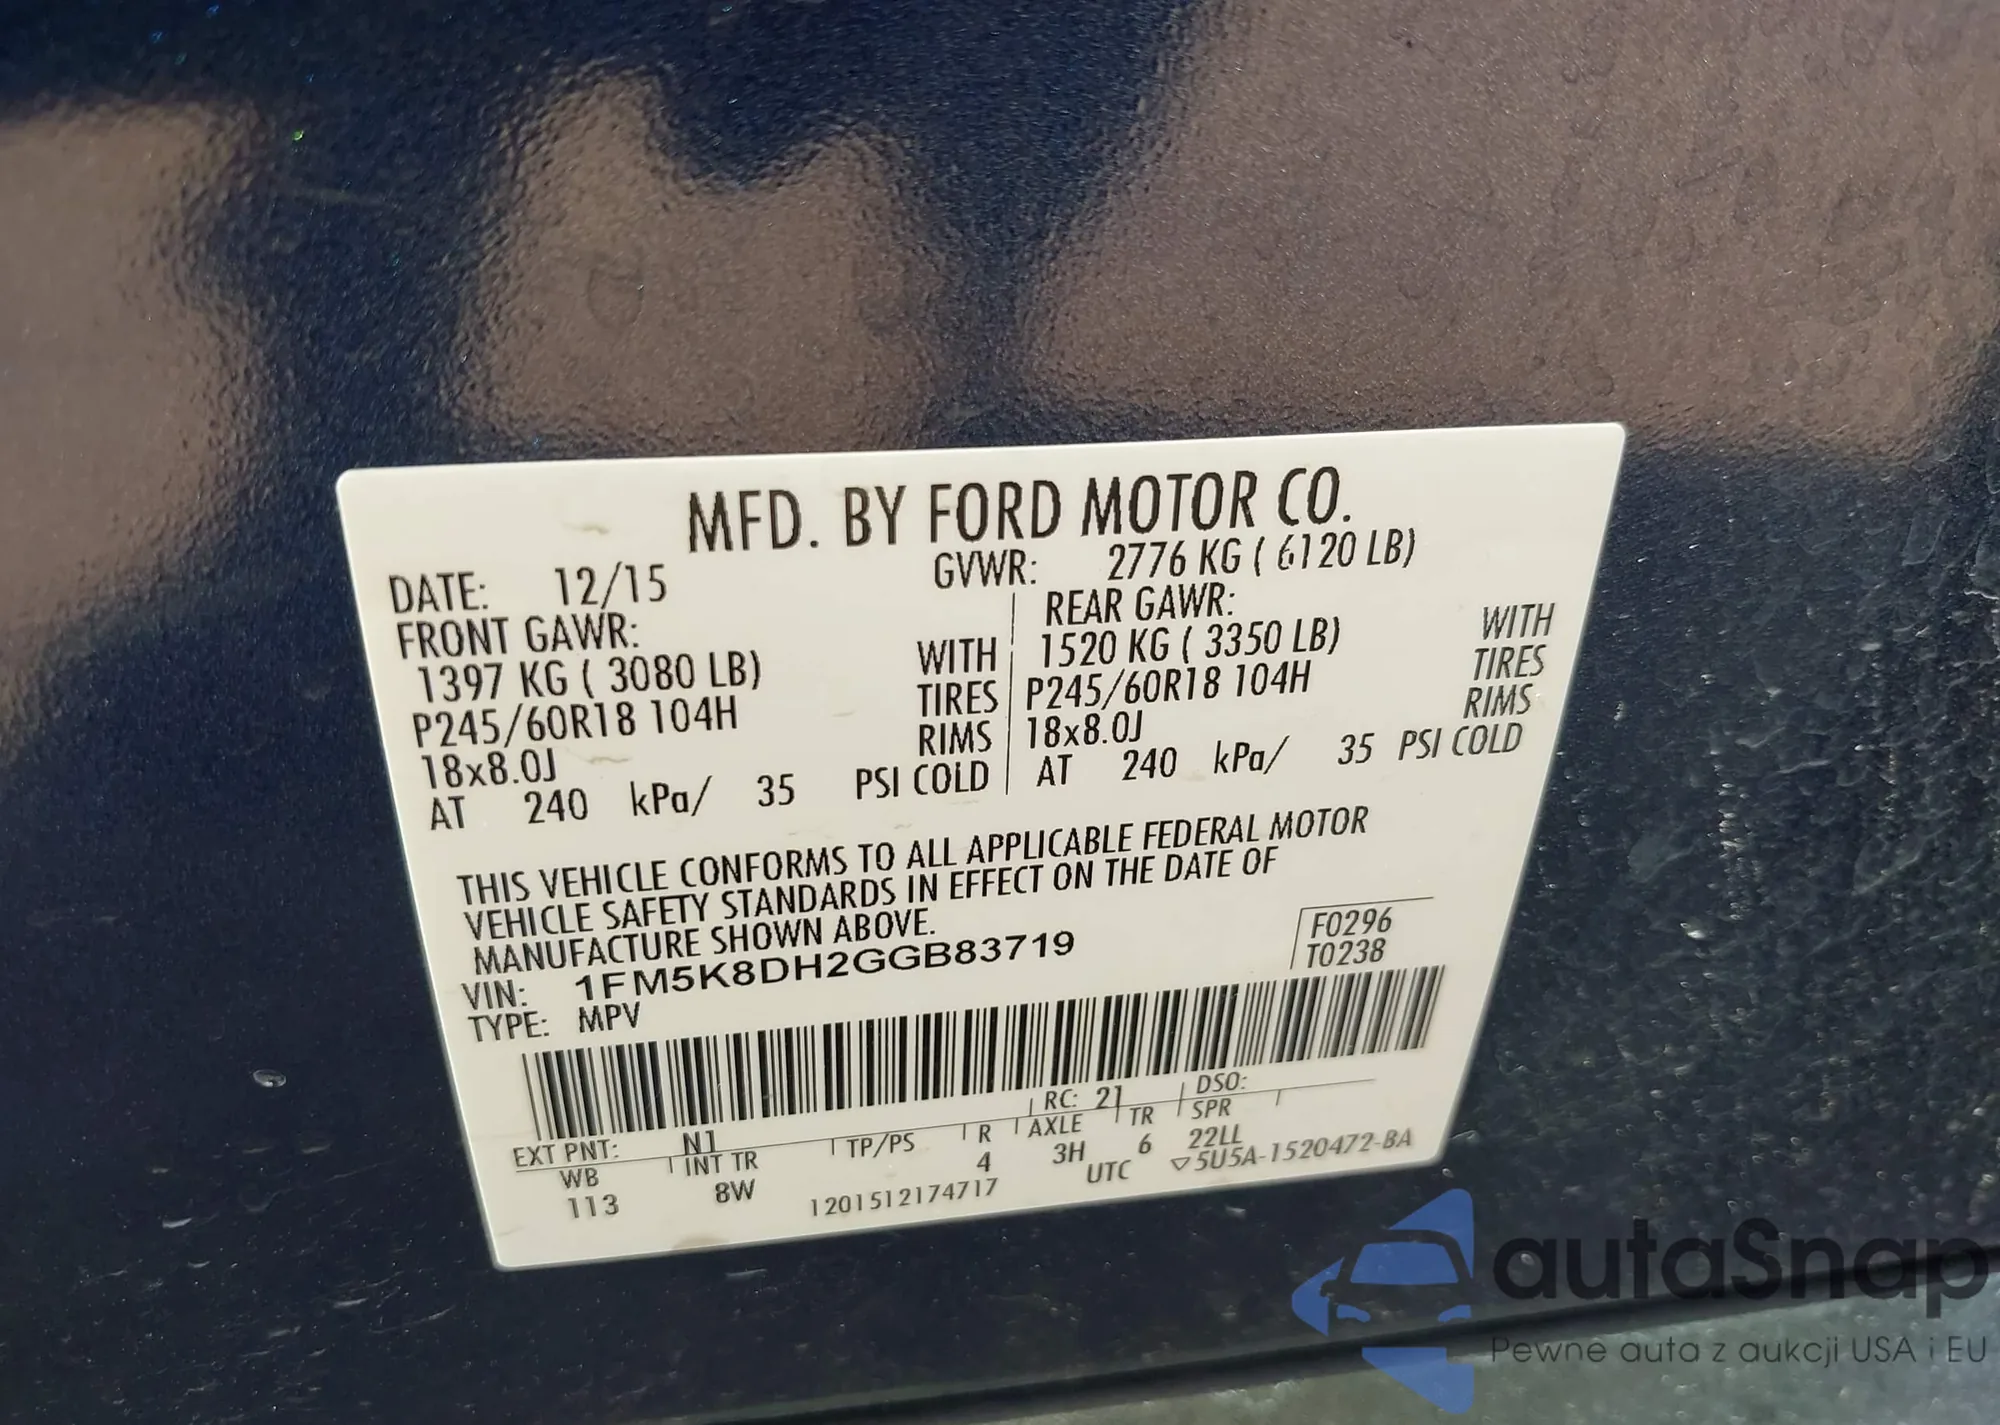 MFD. BY FORD MOTOR CO.
DATE: 12/15 GVWR: 2776 KG ( 6120 LB)
FRONT GAWR: REAR GAWR:
1397 KG ( 3080 LB) WITH 1520 KG ( 3350 LB) WITH
P245/60R18 104H TIRES P245/60R18 104H TIRES
18x8.0J RIMS 18x8.0J RIMS
AT 240 kPa/ 35 PSI COLD AT 240 kPa/ 35 PSI COLD
THIS VEHICLE CONFORMS TO ALL APPLICABLE FEDERAL MOTOR
VEHICLE SAFETY STANDARDS IN EFFECT ON THE DATE OF
MANUFACTURE SHOWN ABOVE.
F0296
VIN: 1FM5K8DH2GGB83719
T0238
TYPE: MPV
EXT PNT: N1 RC: 21 DSO:
WB INT TR TP/PS R AXLE TR SPR
113 8W 4 3H 6 22LL
1201512174717 UTC ▽5U5A-1520472-BA
autaSnap
Pewne auta z aukcji USA i EU